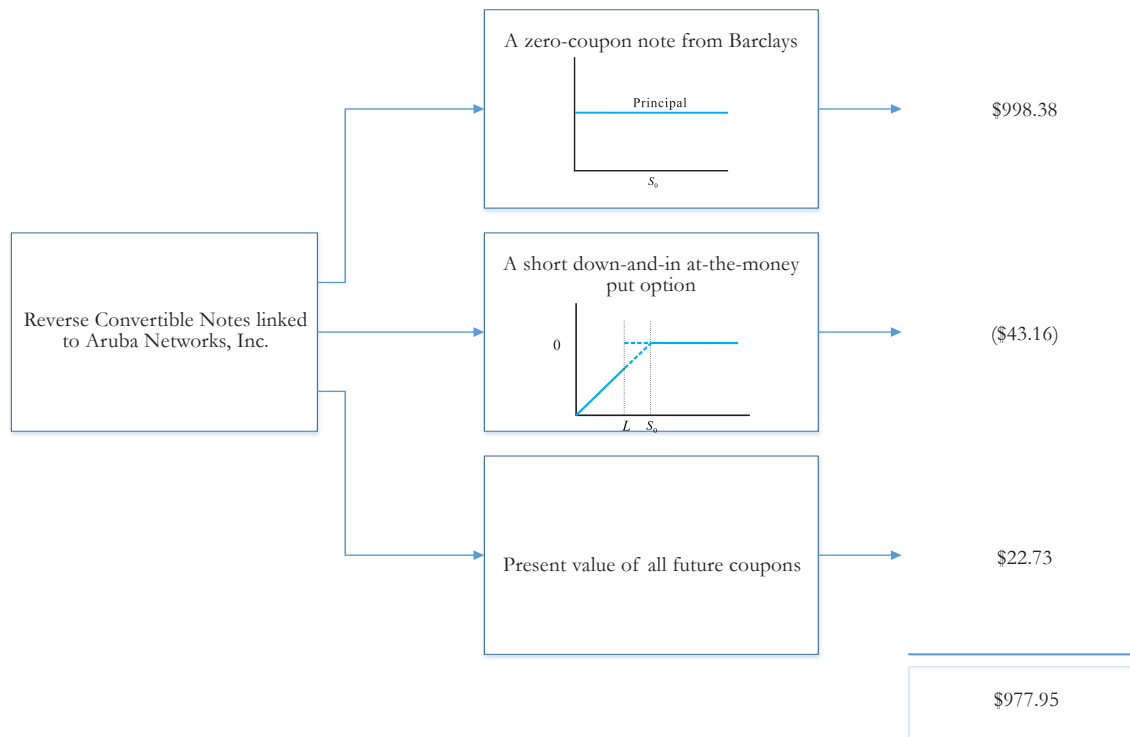 A zero-coupon note from Barclays
Principal
S₀
$998.38
Reverse Convertible Notes linked
to Aruba Networks, Inc.
A short down-and-in at-the-money
put option
0
L S₀
($43.16)
Present value of all future coupons
$22.73
$977.95